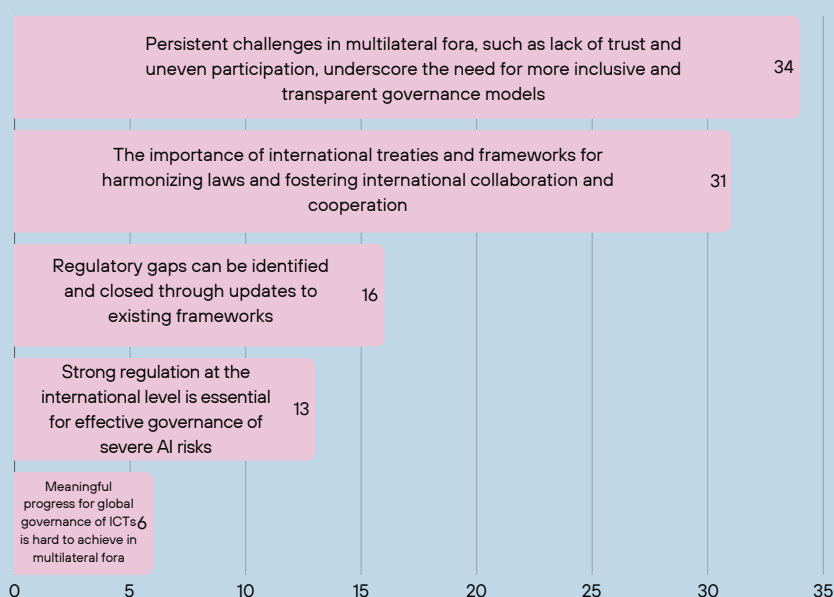 Persistent challenges in multilateral fora, such as lack of trust and
uneven participation, underscore the need for more inclusive and
transparent governance models
34
The importance of international treaties and frameworks for
harmonizing laws and fostering international collaboration and
cooperation
31
Regulatory gaps can be identified
and closed through updates to
existing frameworks
16
Strong regulation at the
international level is essential
for effective governance of
severe AI risks
13
Meaningful
progress for global
governance of ICTs
is hard to achieve in
multilateral fora
6
0 5 10 15 20 25 30 35